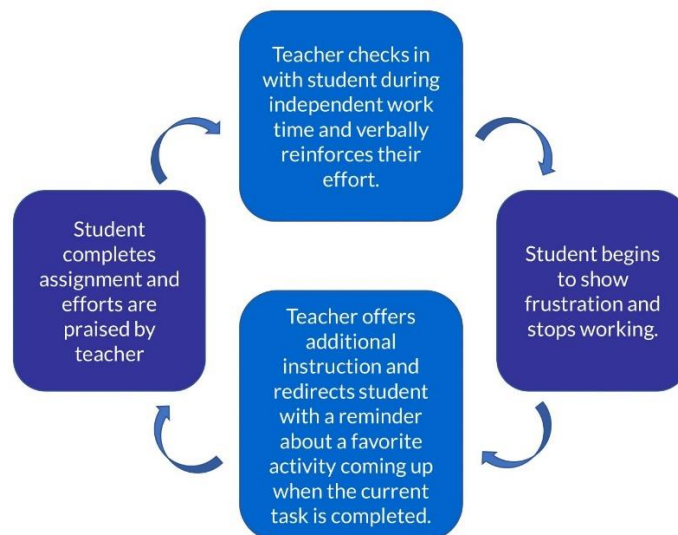 Teacher checks in
with student during
independent work
time and verbally
reinforces their
effort.
Student begins
to show
frustration and
stops working.
Teacher offers
additional
instruction and
redirects student
with a reminder
about a favorite
activity coming up
when the current
task is completed.
Student
completes
assignment and
efforts are
praised by
teacher